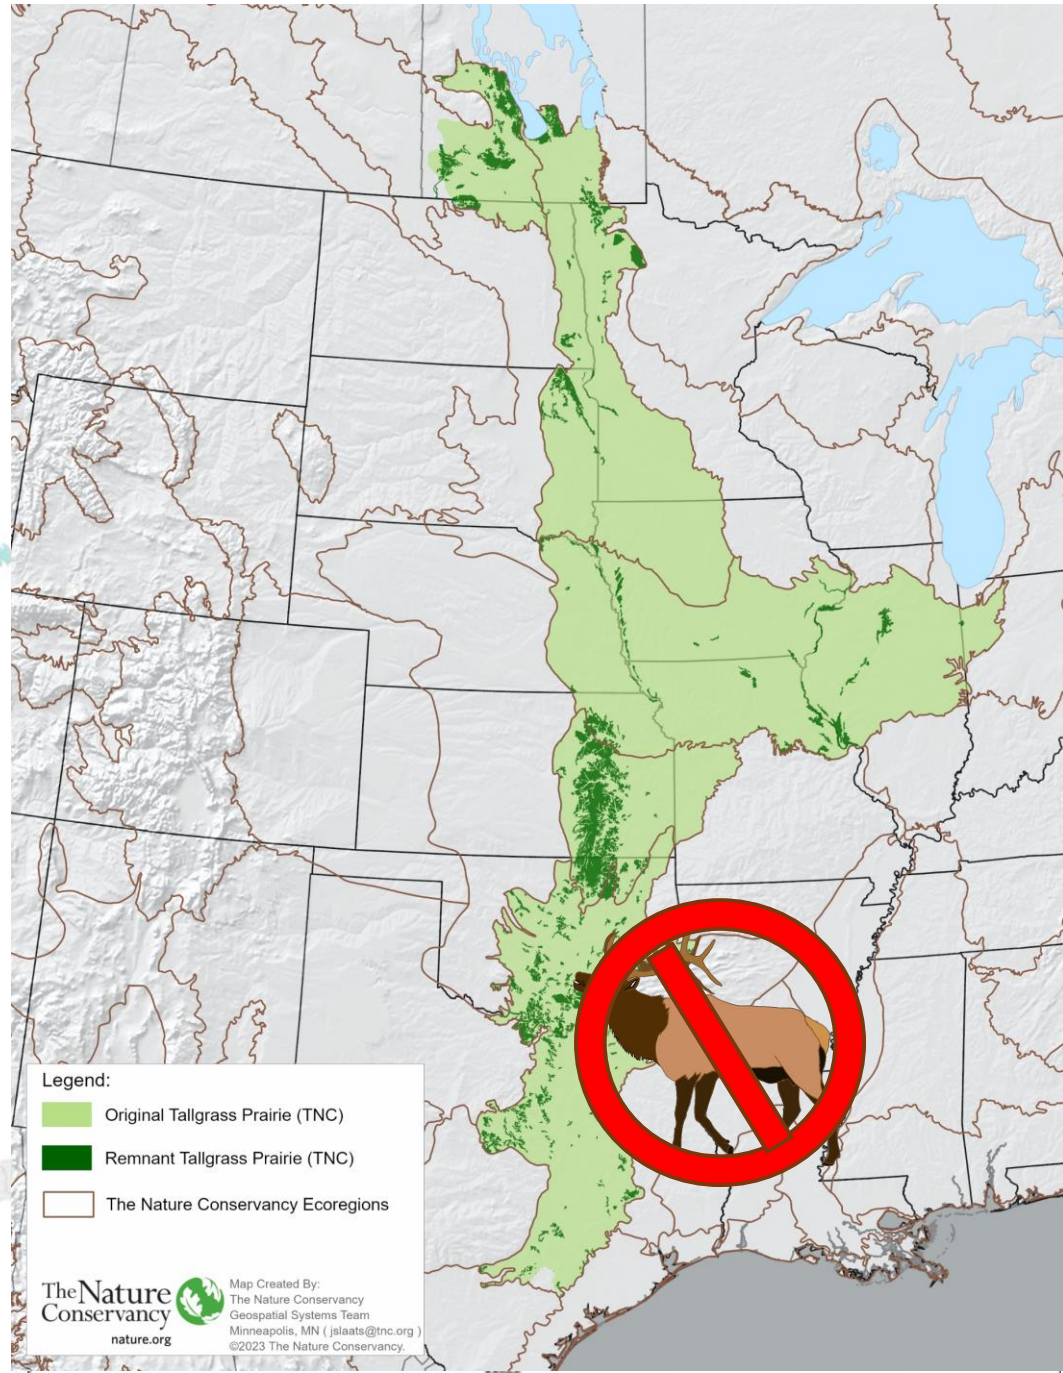 Legend:
Original Tallgrass Prairie (TNC)
Remnant Tallgrass Prairie (TNC)
The Nature Conservancy Ecoregions
The Nature
Conservancy
nature.org
Map Created By:
The Nature Conservancy
Geospatial Systems Team
Minneapolis, MN ( jslaats@tnc.org )
©2023 The Nature Conservancy.